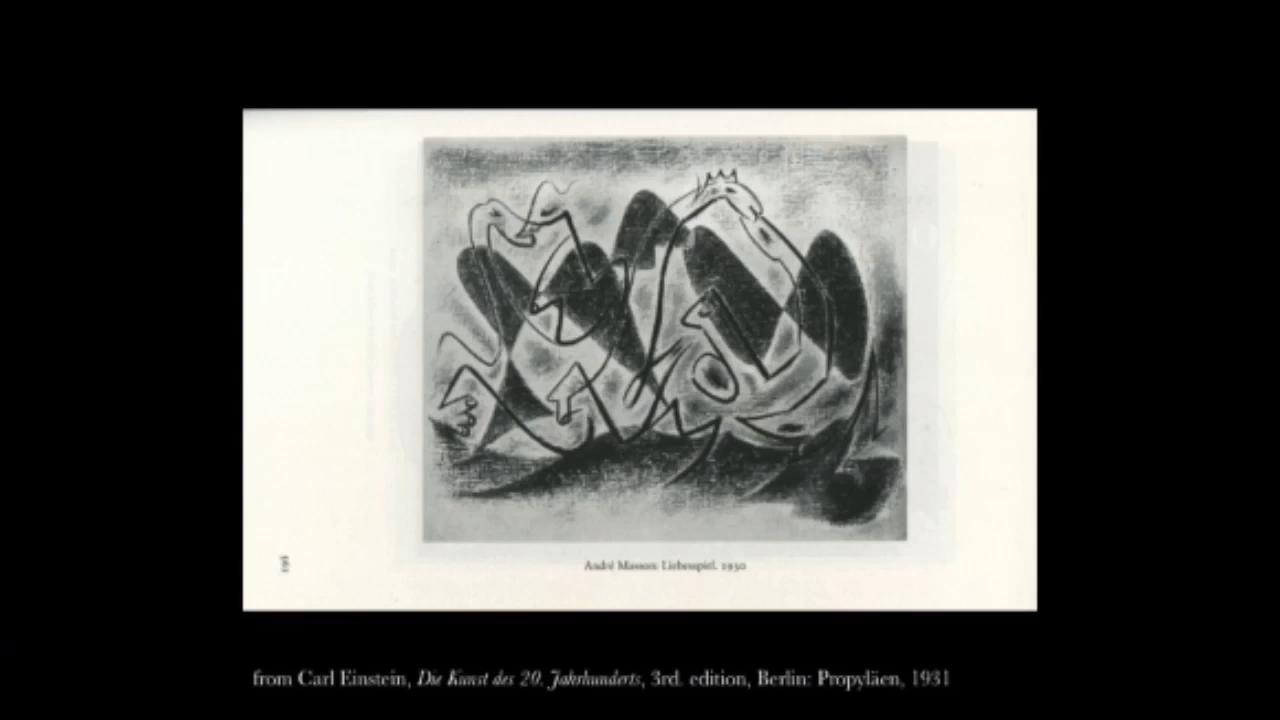 André Masson: Liebesspiel. 1930
from Carl Einstein, Die Kunst des 20. Jahrhunderts, 3rd. edition, Berlin: Propyläen, 1931